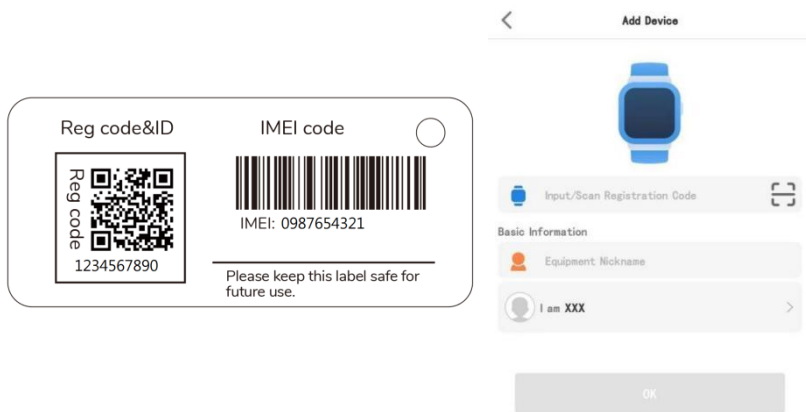 Reg code&ID
IMEI code
Reg code
1234567890
IMEI: 0987654321
Please keep this label safe for
future use.
Add Device
Input/Scan Registration Code
Basic Information
Equipment Nickname
I am XXX
OK